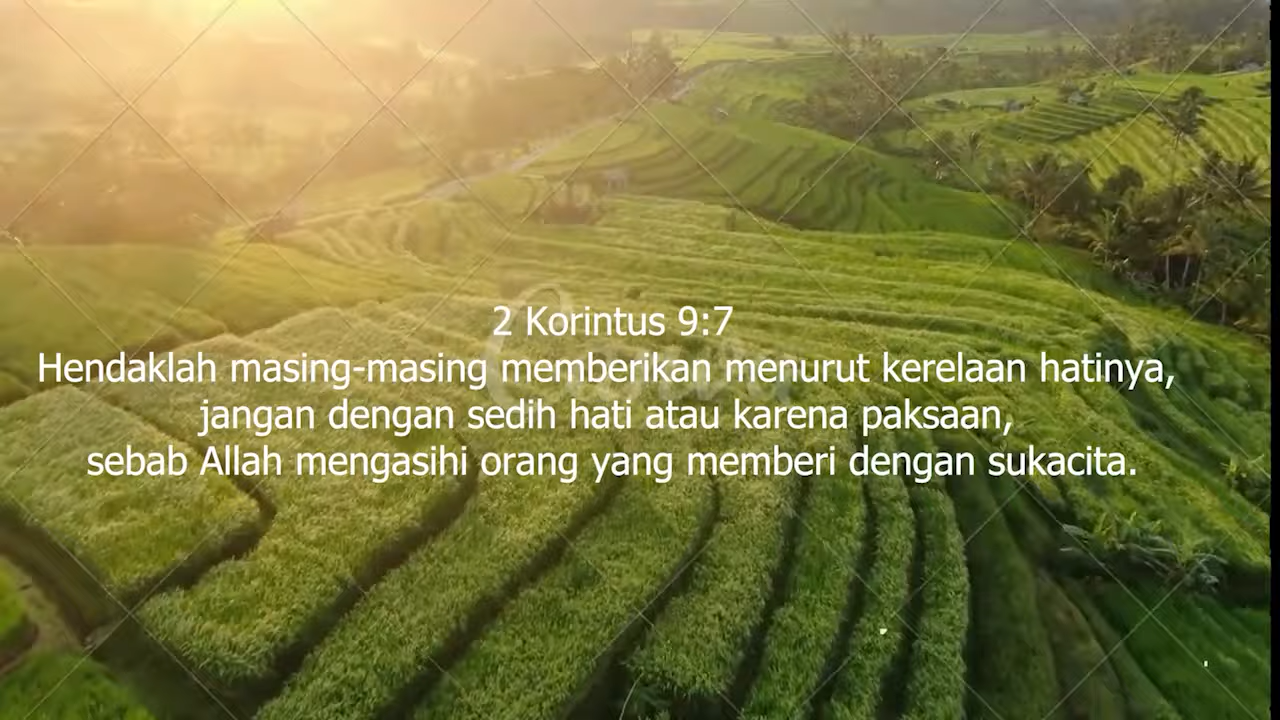 2 Korintus 9:7
Hendaklah masing-masing memberikan menurut kerelaan hatinya,
jangan dengan sedih hati atau karena paksaan,
sebab Allah mengasihi orang yang memberi dengan sukacita.